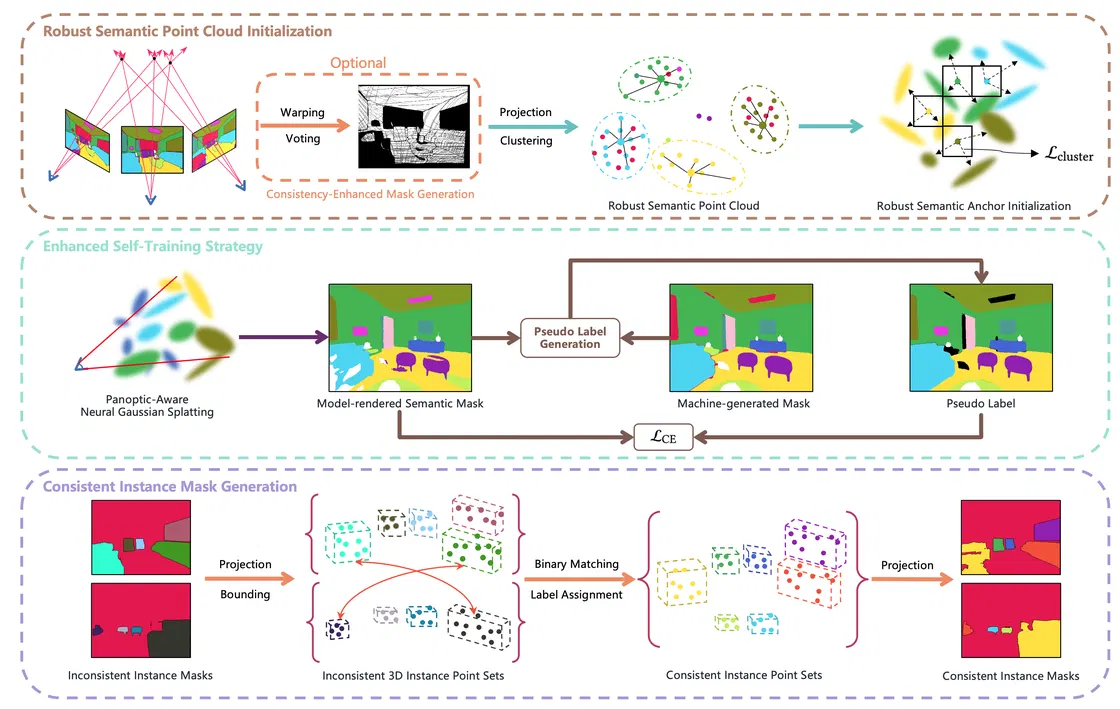 Robust Semantic Point Cloud Initialization
Optional
Warping
Voting
Consistency-Enhanced Mask Generation
Projection
Clustering
Robust Semantic Point Cloud
ℒcluster
Robust Semantic Anchor Initialization
Enhanced Self-Training Strategy
Panoptic-Aware
Neural Gaussian Splatting
Model-rendered Semantic Mask
Pseudo Label
Generation
Machine-generated Mask
Pseudo Label
ℒCE
Consistent Instance Mask Generation
Inconsistent Instance Masks
Projection
Bounding
Inconsistent 3D Instance Point Sets
Binary Matching
Label Assignment
Consistent Instance Point Sets
Projection
Consistent Instance Masks